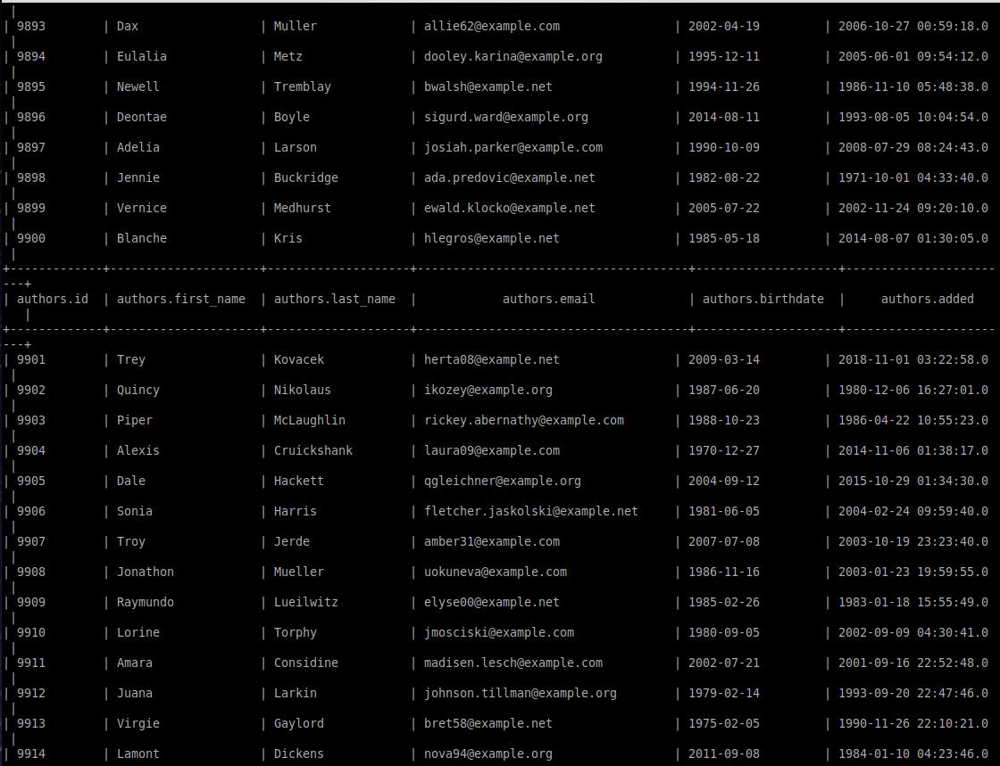 |
| 9893 | Dax | Muller | allie62@example.com | 2002-04-19 | 2006-10-27 00:59:18.0
|
| 9894 | Eulalia | Metz | dooley.karina@example.org | 1995-12-11 | 2005-06-01 09:54:12.0
|
| 9895 | Newell | Tremblay | bwalsh@example.net | 1994-11-26 | 1986-11-10 05:48:38.0
|
| 9896 | Deontae | Boyle | sigurd.ward@example.org | 2014-08-11 | 1993-08-05 10:04:54.0
|
| 9897 | Adelia | Larson | josiah.parker@example.com | 1990-10-09 | 2008-07-29 08:24:43.0
|
| 9898 | Jennie | Buckridge | ada.predovic@example.net | 1982-08-22 | 1971-10-01 04:33:40.0
|
| 9899 | Vernice | Medhurst | ewald.klocko@example.net | 2005-07-22 | 2002-11-24 09:20:10.0
|
| 9900 | Blanche | Kris | hlegros@example.net | 1985-05-18 | 2014-08-07 01:30:05.0
|
+-------------+---------------------+--------------------+--------------------------------------+--------------------+---------------------
---+
| authors.id | authors.first_name | authors.last_name | authors.email | authors.birthdate | authors.added
|
+-------------+---------------------+--------------------+--------------------------------------+--------------------+---------------------
---+
| 9901 | Trey | Kovacek | herta08@example.net | 2009-03-14 | 2018-11-01 03:22:58.0
|
| 9902 | Quincy | Nikolaus | ikozey@example.org | 1987-06-20 | 1980-12-06 16:27:01.0
|
| 9903 | Piper | McLaughlin | rickey.abernathy@example.com | 1988-10-23 | 1986-04-22 10:55:23.0
|
| 9904 | Alexis | Cruickshank | laura09@example.com | 1970-12-27 | 2014-11-06 01:38:17.0
|
| 9905 | Dale | Hackett | qgleichner@example.org | 2004-09-12 | 2015-10-29 01:34:30.0
|
| 9906 | Sonia | Harris | fletcher.jaskolski@example.net | 1981-06-05 | 2004-02-24 09:59:40.0
|
| 9907 | Troy | Jerde | amber31@example.com | 2007-07-08 | 2003-10-19 23:23:40.0
|
| 9908 | Jonathon | Mueller | uokuneva@example.com | 1986-11-16 | 2003-01-23 19:59:55.0
|
| 9909 | Raymundo | Lueilwitz | elyse00@example.net | 1985-02-26 | 1983-01-18 15:55:49.0
|
| 9910 | Lorine | Torphy | jmosciski@example.com | 1980-09-05 | 2002-09-09 04:30:41.0
|
| 9911 | Amara | Considine | madisen.lesch@example.com | 2002-07-21 | 2001-09-16 22:52:48.0
|
| 9912 | Juana | Larkin | johnson.tillman@example.org | 1979-02-14 | 1993-09-20 22:47:46.0
|
| 9913 | Virgie | Gaylord | bret58@example.net | 1975-02-05 | 1990-11-26 22:10:21.0
|
| 9914 | Lamont | Dickens | nova94@example.org | 2011-09-08 | 1984-01-10 04:23:46.0